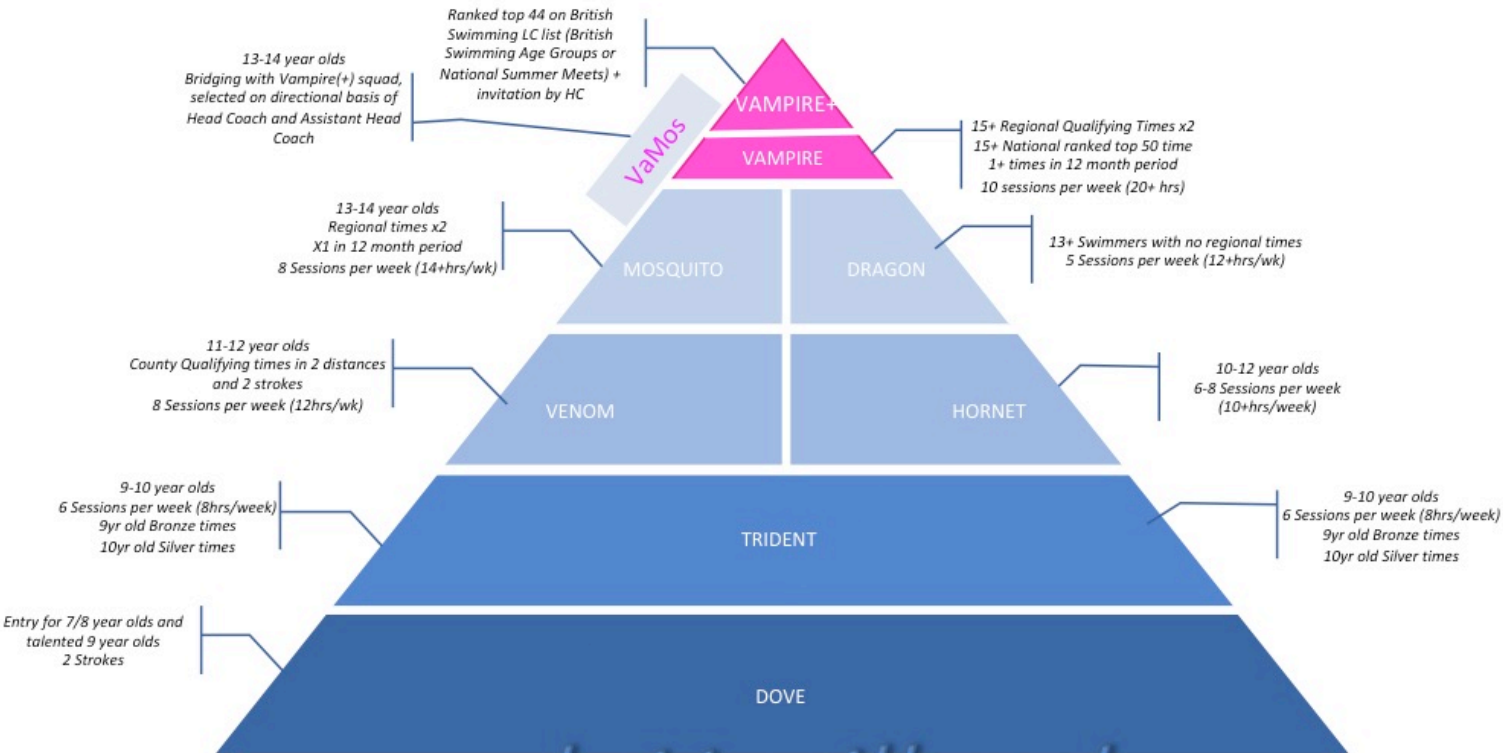 Ranked top 44 on British
Swimming LC list (British
Swimming Age Groups or
National Summer Meets) +
invitation by HC
13-14 year olds
Bridging with Vampire(+) squad,
selected on directional basis of
Head Coach and Assistant Head
Coach
VaMos
VAMPIRE+
VAMPIRE
15+ Regional Qualifying Times x2
15+ National ranked top 50 time
1+ times in 12 month period
10 sessions per week (20+ hrs)
13-14 year olds
Regional times x2
X1 in 12 month period
8 Sessions per week (14+hrs/wk)
MOSQUITO
DRAGON
13+ Swimmers with no regional times
5 Sessions per week (12+hrs/wk)
11-12 year olds
County Qualifying times in 2 distances
and 2 strokes
8 Sessions per week (12hrs/wk)
VENOM
HORNET
10-12 year olds
6-8 Sessions per week
(10+hrs/week)
9-10 year olds
6 Sessions per week (8hrs/week)
9yr old Bronze times
10yr old Silver times
TRIDENT
9-10 year olds
6 Sessions per week (8hrs/week)
9yr old Bronze times
10yr old Silver times
Entry for 7/8 year olds and
talented 9 year olds
2 Strokes
DOVE